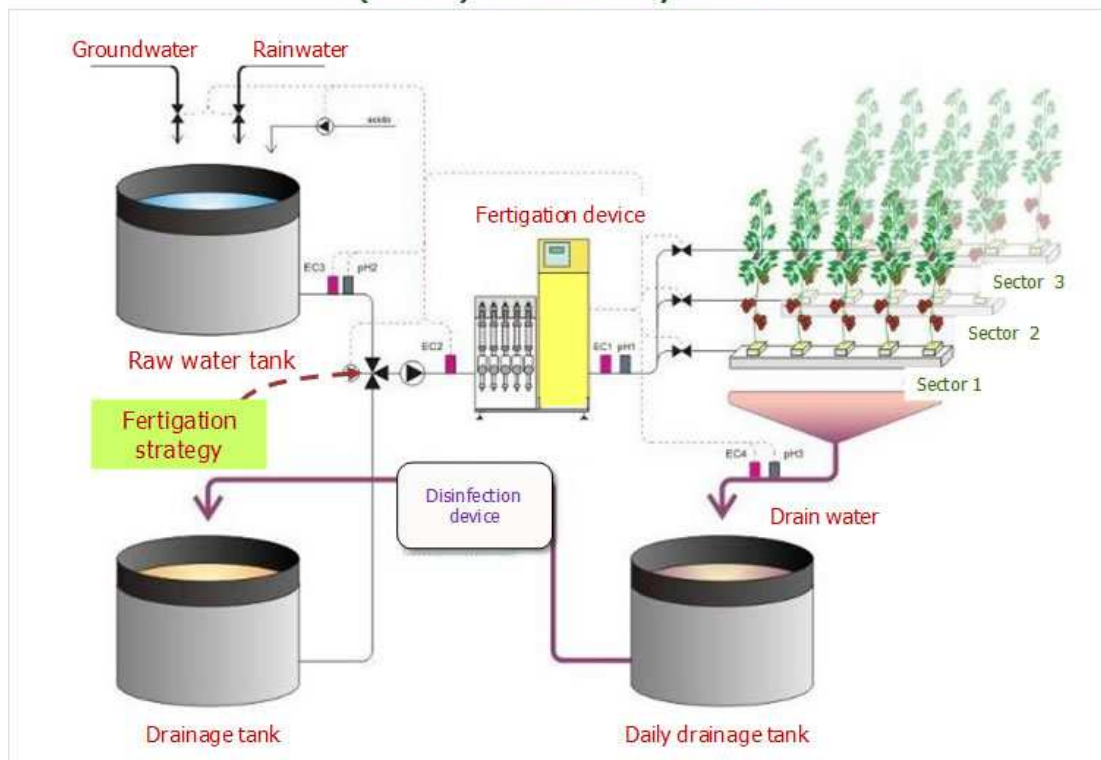 Groundwater
Rainwater
acids
Fertigation device
EC3
pH2
Sector 3
Raw water tank
EC2
EC1
pH1
Sector 2
Sector 1
Fertigation
strategy
EC4
pH3
Disinfection
device
Drain water
Drainage tank
Daily drainage tank